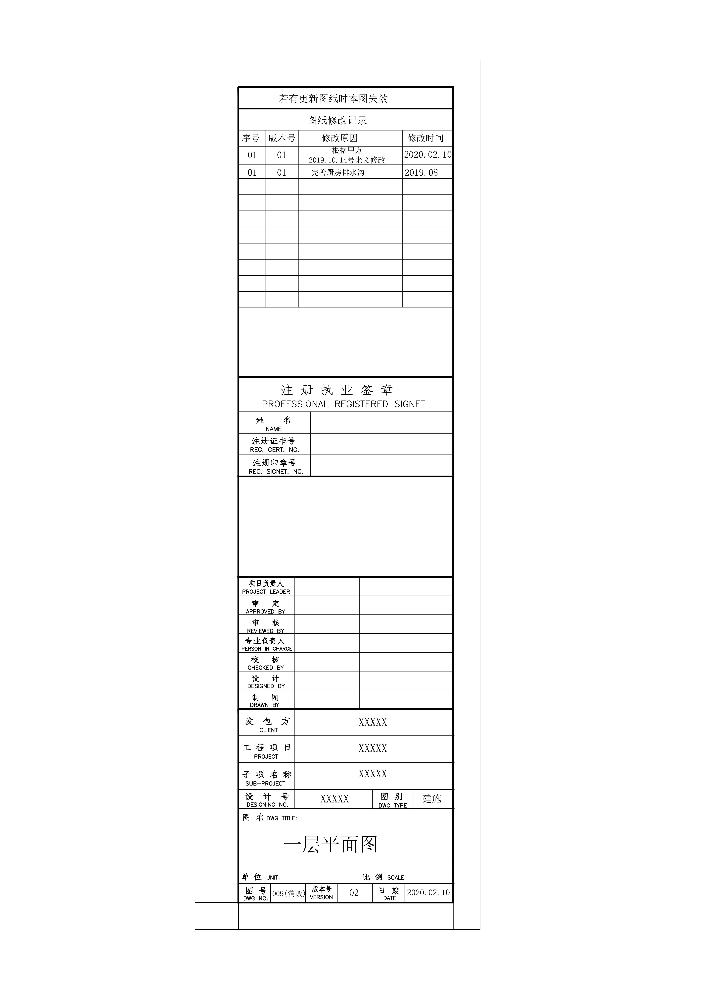 若有更新图纸时本图失效
图纸修改记录
序号 版本号 修改原因 修改时间
01 01 根据甲方 2020.02.10
2019.10.14号来文修改
01 01 完善厨房排水沟 2019.08
注 册 执 业 签 章
PROFESSIONAL REGISTERED SIGNET
姓 名
NAME
注册证书号
REG. CERT. NO.
注册印章号
REG. SIGNET. NO.
项目负责人
PROJECT LEADER
审 定
APPROVED BY
审 核
REVIEWED BY
专业负责人
PERSON IN CHARGE
校 核
CHECKED BY
设 计
DESIGNED BY
制 图
DRAWN BY
发 包 方 XXXXX
CLIENT
工 程 项 目 XXXXX
PROJECT
子 项 名 称 XXXXX
SUB-PROJECT
设 计 号 XXXXX 图 别 建施
DESIGNING NO. DWG TYPE
图 名 DWG TITLE:
一层平面图
单 位 UNIT: 比 例 SCALE:
图 号 009(消改) 版本号 02 日 期 2020.02.10
DWG NO. VERSION DATE